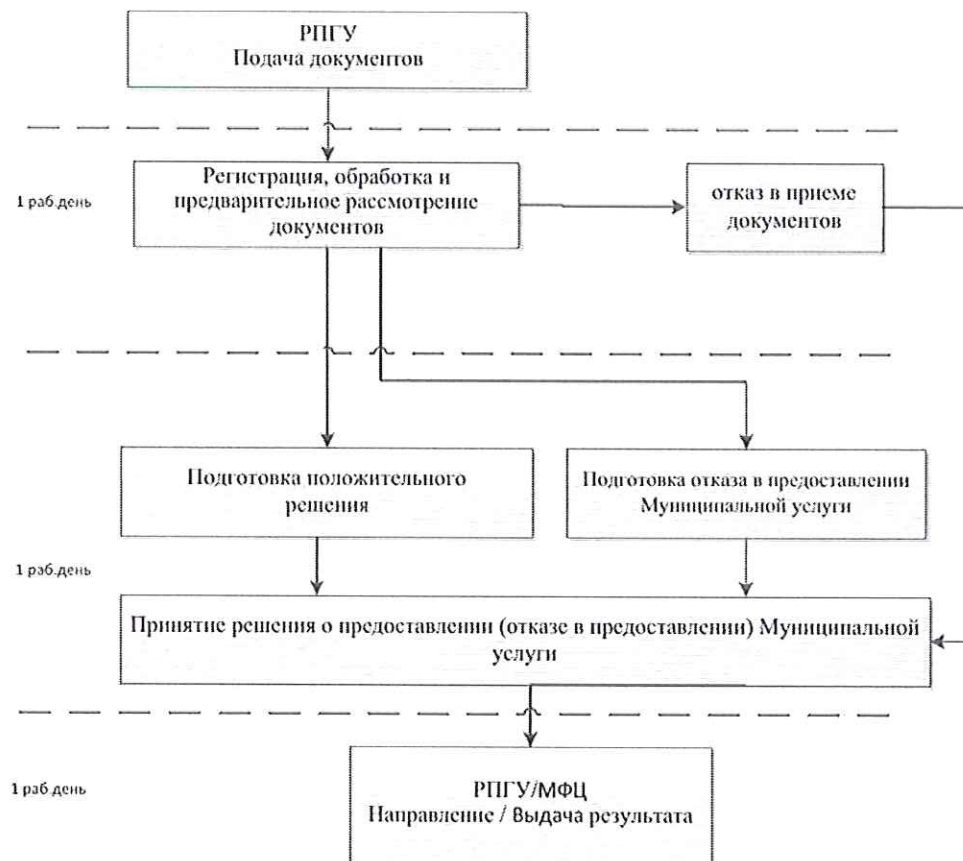 РПГУ
Подача документов
1 раб.день
Регистрация, обработка и
предварительное рассмотрение
документов
отказ в приеме
документов
Подготовка положительного
решения
Подготовка отказа в предоставлении
Муниципальной услуги
1 раб.день
Принятие решения о предоставлении (отказе в предоставлении) Муниципальной
услуги
1 раб.день
РПГУ/МФЦ
Направление / Выдача результата